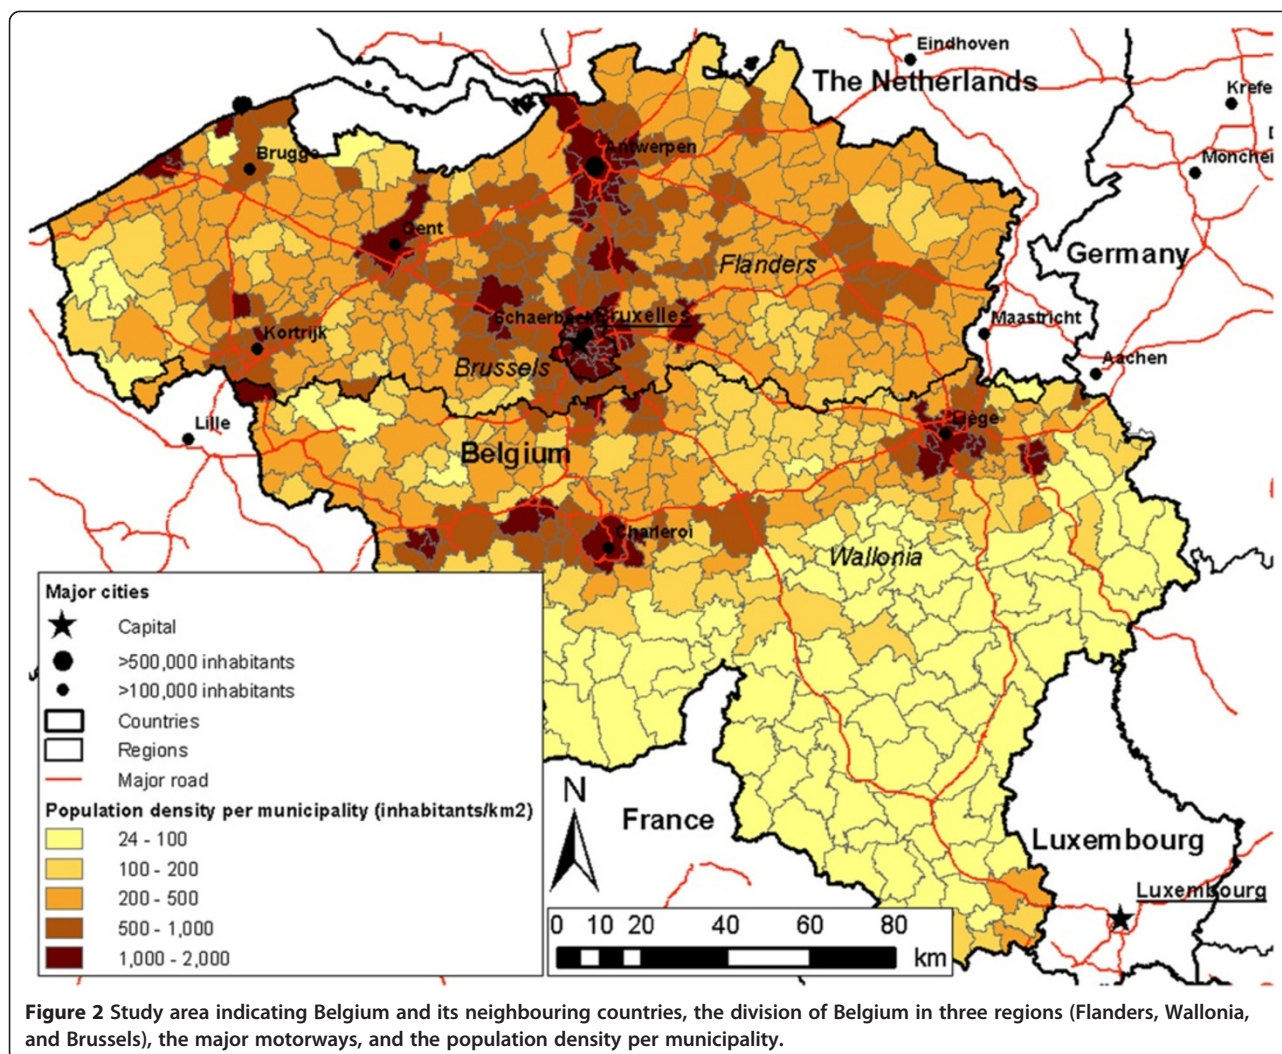 Eindhoven
The Netherlands
Krefe
Antwerpen
Monchei
Brugge
Gent
Flanders
Germany
Schaerbeek
Bruxelles
Maastricht
Kortrijk
Brussels
Aachen
Lille
Liège
Belgium
Charleroi
Wallonia
Major cities
Capital
>500,000 inhabitants
>100,000 inhabitants
Countries
Regions
Major road
Population density per municipality (inhabitants/km2)
24 - 100
100 - 200
200 - 500
500 - 1,000
1,000 - 2,000
N
France
Luxembourg
Luxembourg
0 10 20 40 60 80
km
Figure 2 Study area indicating Belgium and its neighbouring countries, the division of Belgium in three regions (Flanders, Wallonia,
and Brussels), the major motorways, and the population density per municipality.